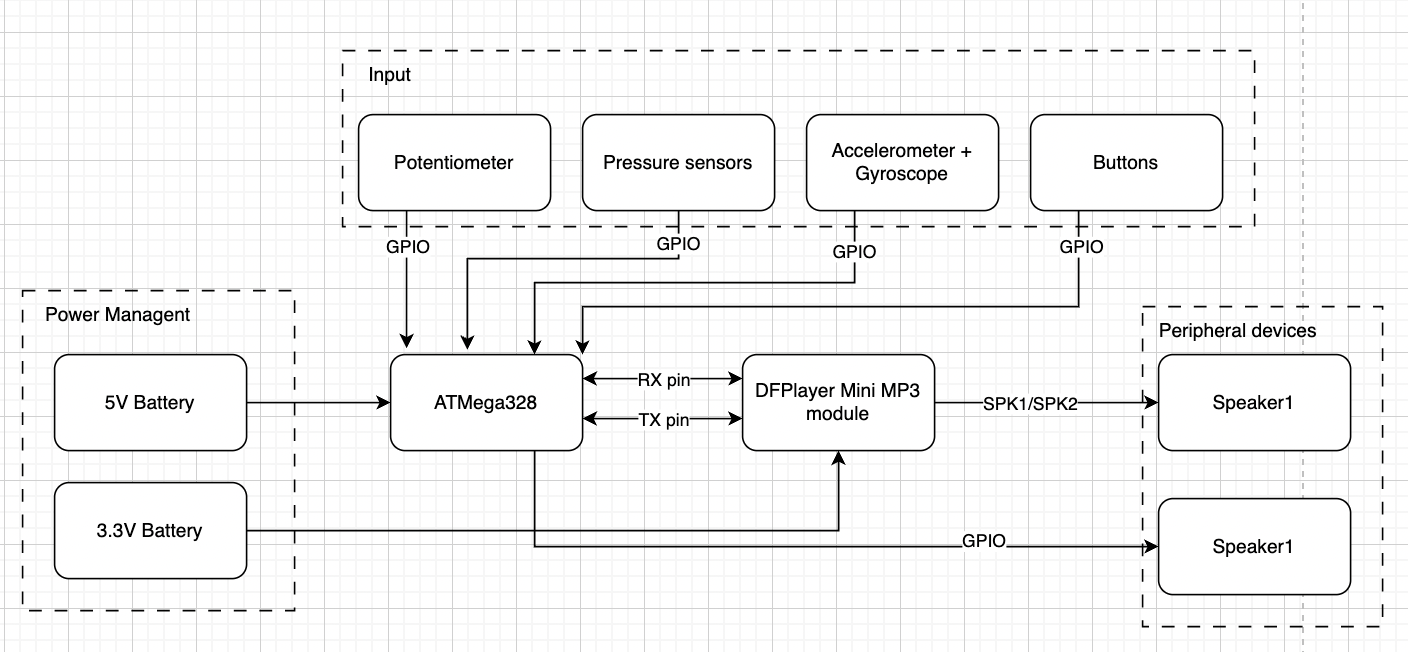 Input
Potentiometer
Pressure sensors
Accelerometer +
Gyroscope
Buttons
GPIO
GPIO
GPIO
GPIO
Power Managent
5V Battery
3.3V Battery
ATMega328
RX pin
TX pin
DFPlayer Mini MP3
module
SPK1/SPK2
GPIO
Peripheral devices
Speaker1
Speaker1